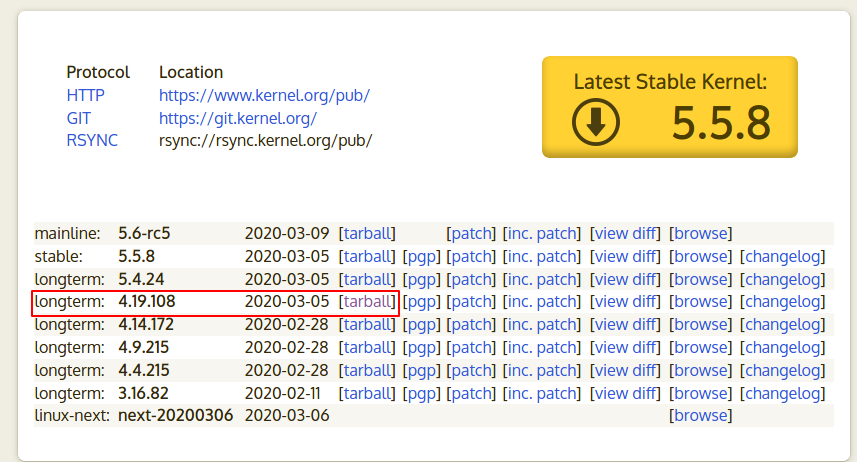 Protocol Location
HTTP https://www.kernel.org/pub/
GIT https://git.kernel.org/
RSYNC rsync://rsync.kernel.org/pub/
Latest Stable Kernel:
5.5.8
mainline: 5.6-rc5 2020-03-09 [tarball] [patch] [inc. patch] [view diff] [browse]
stable: 5.5.8 2020-03-05 [tarball] [pgp] [patch] [inc. patch] [view diff] [browse] [changelog]
longterm: 5.4.24 2020-03-05 [tarball] [pgp] [patch] [inc. patch] [view diff] [browse] [changelog]
longterm: 4.19.108 2020-03-05 [tarball] [pgp] [patch] [inc. patch] [view diff] [browse] [changelog]
longterm: 4.14.172 2020-02-28 [tarball] [pgp] [patch] [inc. patch] [view diff] [browse] [changelog]
longterm: 4.9.215 2020-02-28 [tarball] [pgp] [patch] [inc. patch] [view diff] [browse] [changelog]
longterm: 4.4.215 2020-02-28 [tarball] [pgp] [patch] [inc. patch] [view diff] [browse] [changelog]
longterm: 3.16.82 2020-02-11 [tarball] [pgp] [patch] [inc. patch] [view diff] [browse] [changelog]
linux-next: next-20200306 2020-03-06 [browse]